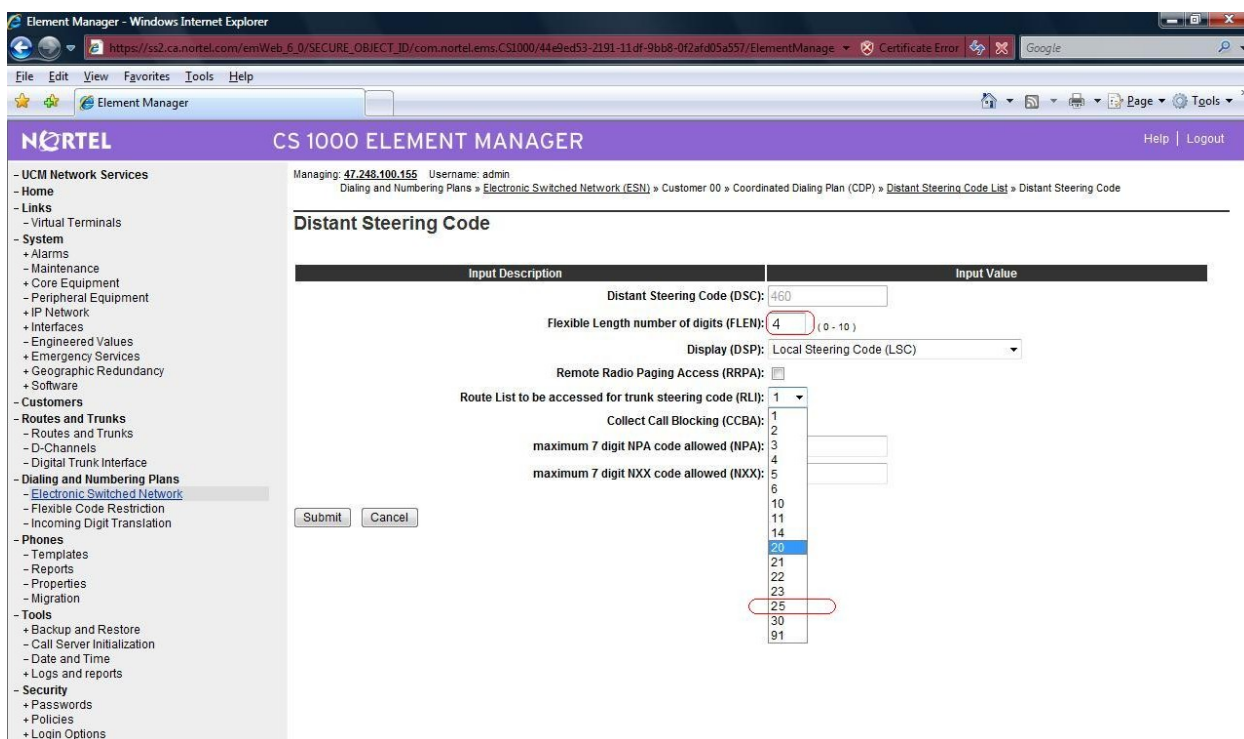 Element Manager - Windows Internet Explorer
https://ss2.ca.nortel.com/emWeb_6_0/SECURE_OBJECT_ID/com.nortel.ems.CS1000/44e9ed53-2191-11df-9bb8-0f2afd05a557/ElementManage Certificate Error Google
File Edit View Favorites Tools Help
Element Manager Page Tools
NORTEL CS 1000 ELEMENT MANAGER Help | Logout
- UCM Network Services
- Home
- Links
- Virtual Terminals
- System
+ Alarms
- Maintenance
+ Core Equipment
- Peripheral Equipment
+ IP Network
+ Interfaces
- Engineered Values
+ Emergency Services
+ Geographic Redundancy
+ Software
- Customers
- Routes and Trunks
- Routes and Trunks
- D-Channels
- Digital Trunk Interface
- Dialing and Numbering Plans
- Electronic Switched Network
- Flexible Code Restriction
- Incoming Digit Translation
- Phones
- Templates
- Reports
- Properties
- Migration
- Tools
+ Backup and Restore
- Call Server Initialization
- Date and Time
+ Logs and reports
- Security
+ Passwords
+ Policies
+ Login Options
Managing: 47.248.100.155 Username: admin
Dialing and Numbering Plans » Electronic Switched Network (ESN) » Customer 00 » Coordinated Dialing Plan (CDP) » Distant Steering Code List » Distant Steering Code
Distant Steering Code
Input Description Input Value
Distant Steering Code (DSC): 460
Flexible Length number of digits (FLEN): 4 ( 0 - 10 )
Display (DSP): Local Steering Code (LSC)
Remote Radio Paging Access (RRPA):
Route List to be accessed for trunk steering code (RLI): 1
Collect Call Blocking (CCBA):
maximum 7 digit NPA code allowed (NPA):
maximum 7 digit NXX code allowed (NXX):
1
2
3
4
5
6
10
11
14
20
21
22
23
25
30
91
Submit Cancel